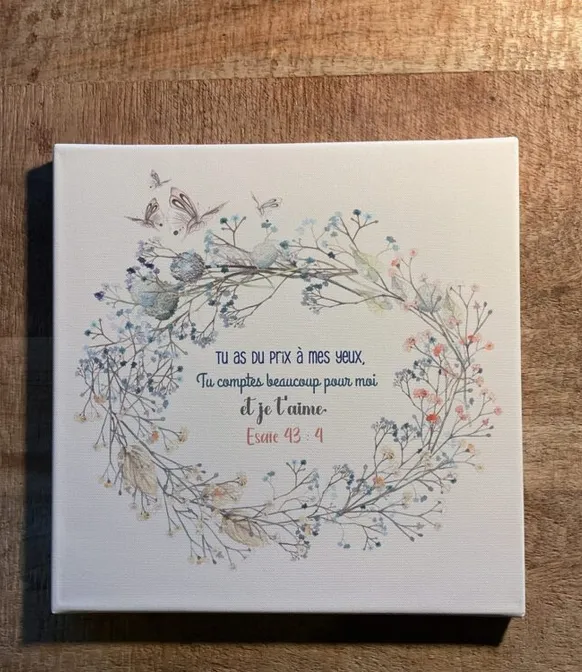 Tu as du prix à mes yeux,
Tu comptes beaucoup pour moi
et je t'aime.
Esaïe 43 : 4